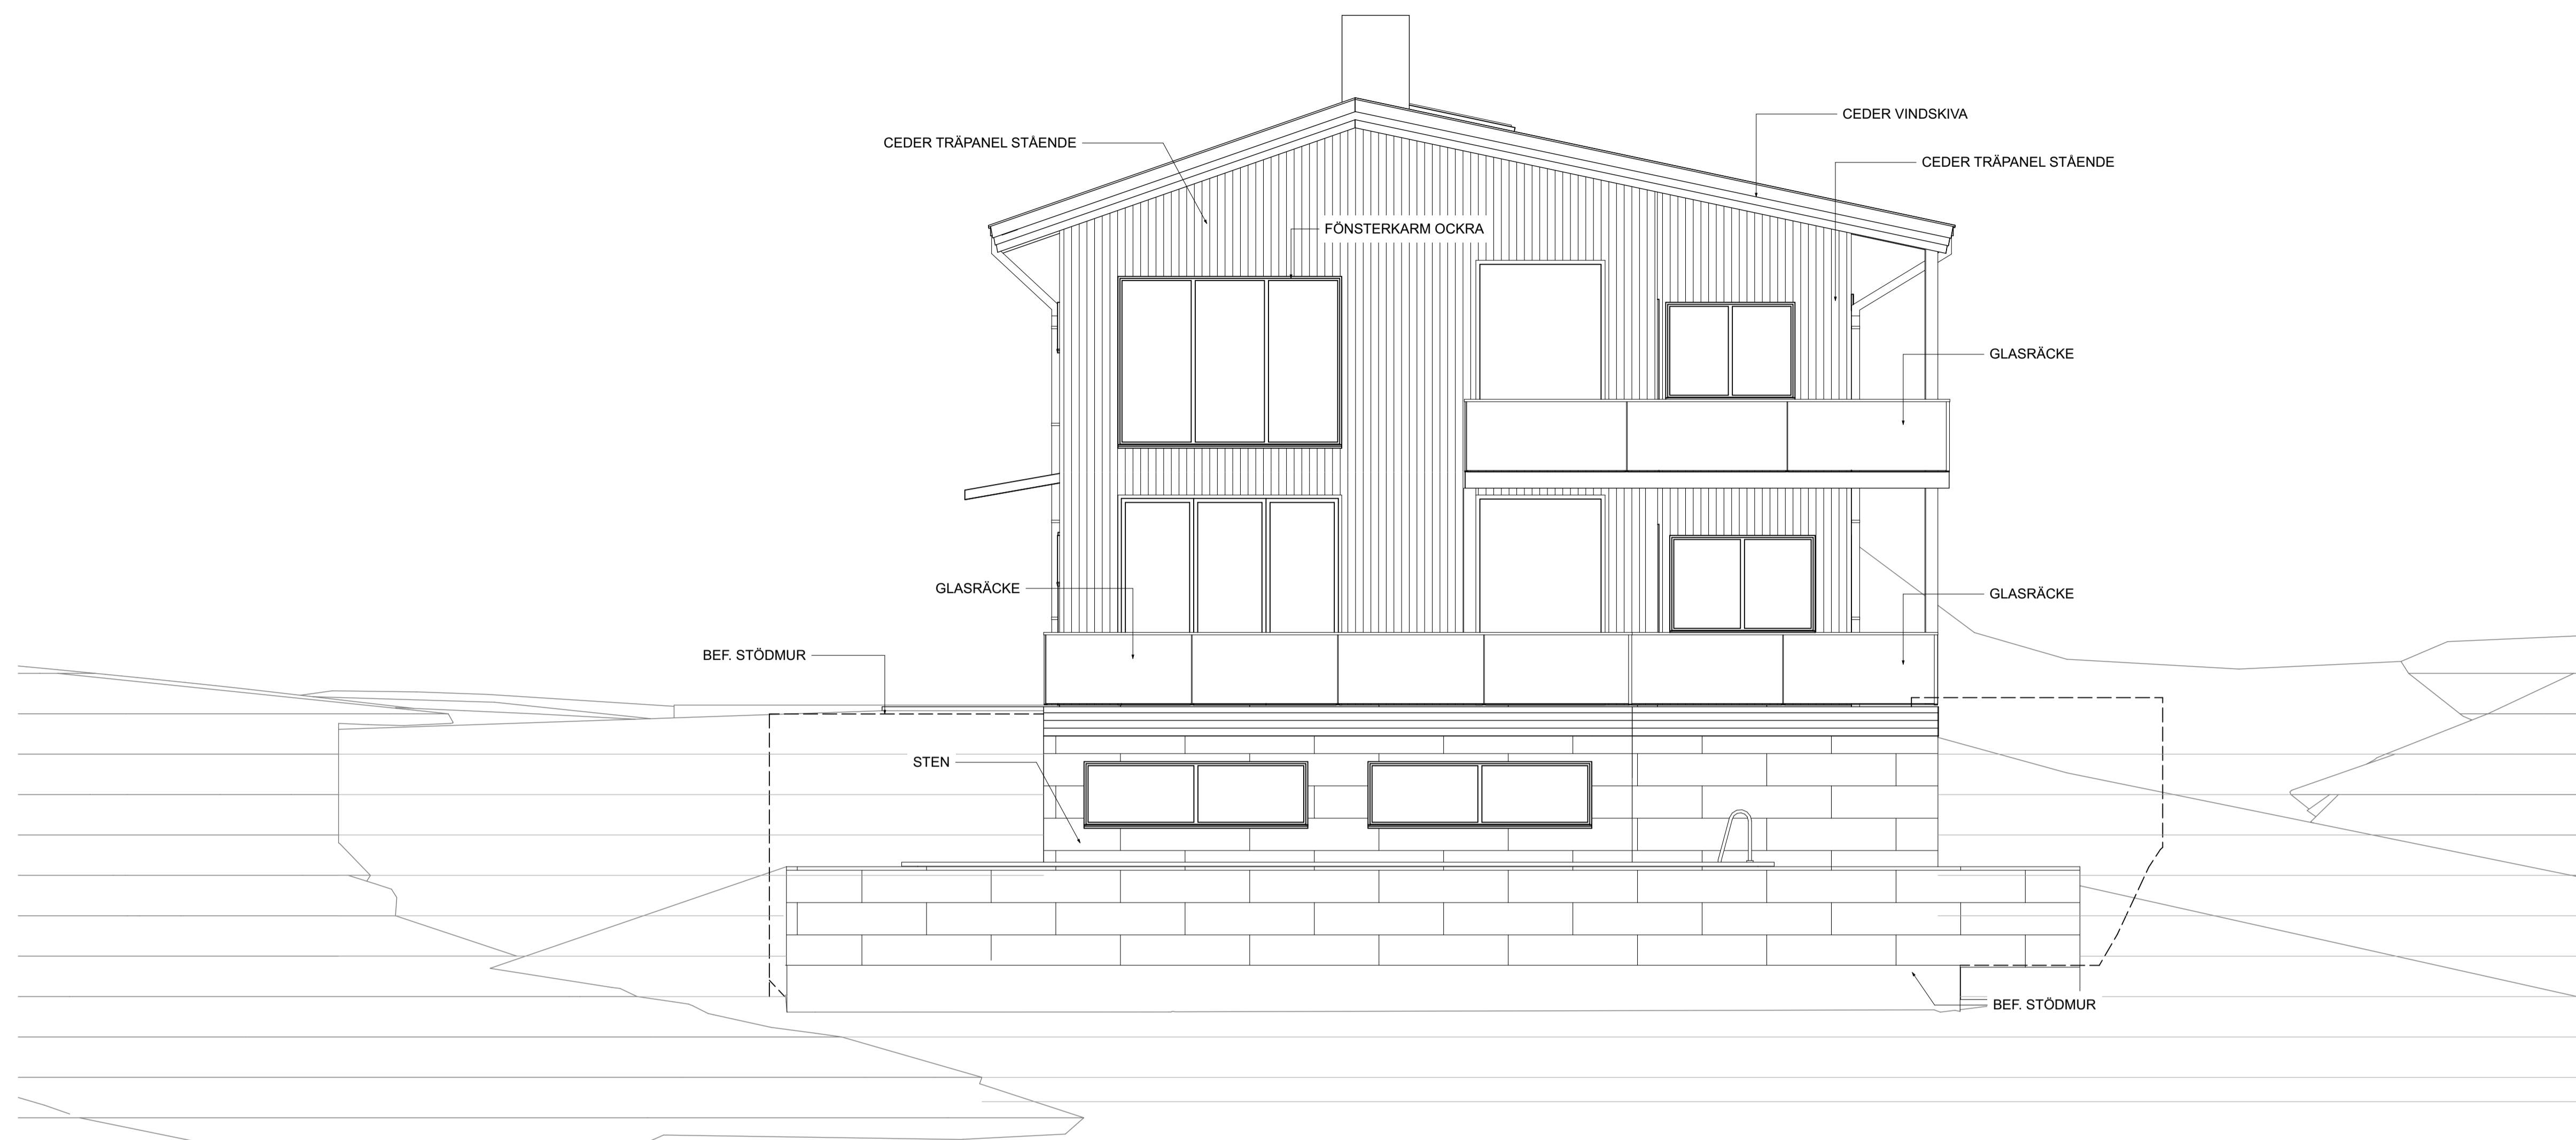 CEDER VINDSKIVA
CEDER TRÄPANEL STÅENDE
CEDER TRÄPANEL STÅENDE
FÖNSTERKARM OCKRA
GLASRÄCKE
GLASRÄCKE
GLASRÄCKE
BEF. STÖDMUR
STEN
BEF. STÖDMUR